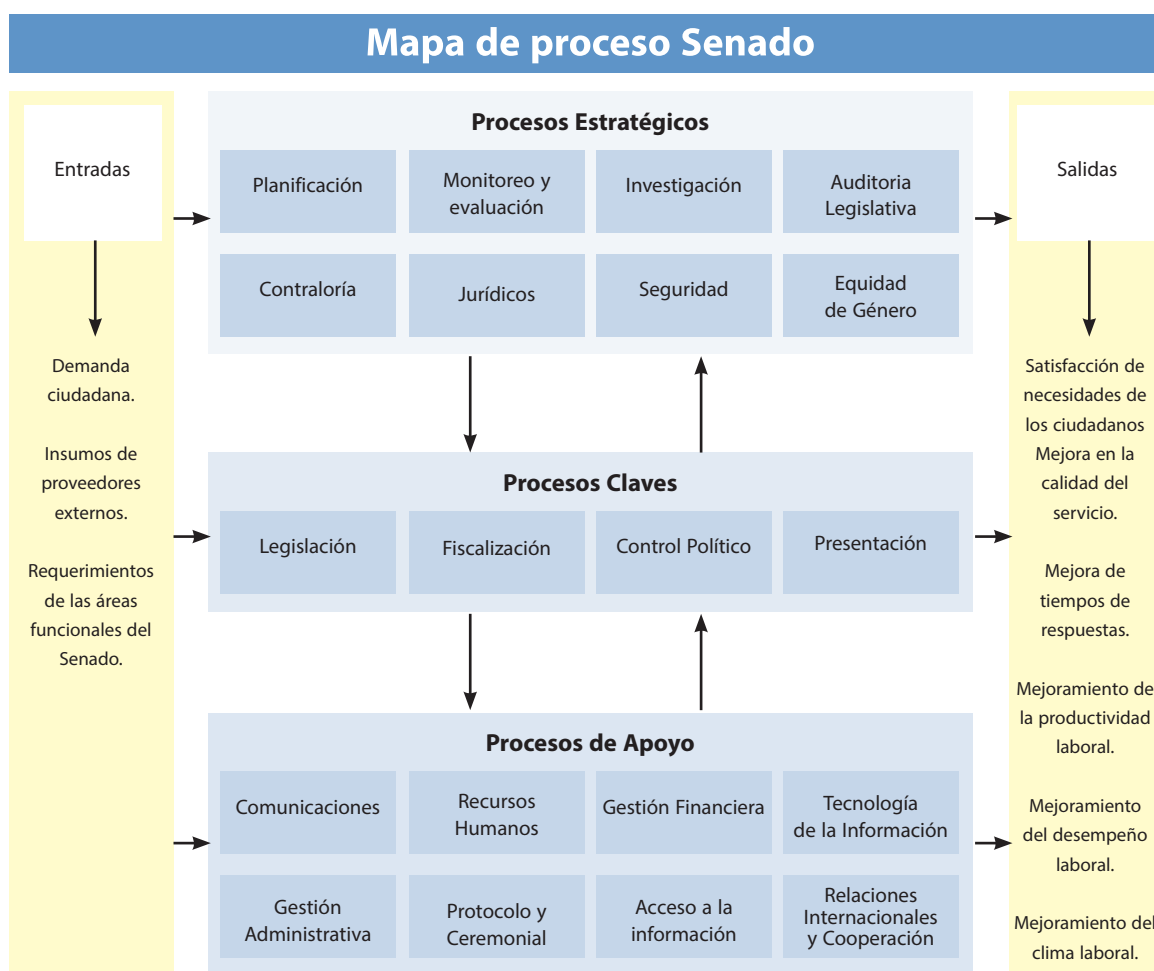 Mapa de proceso Senado
Entradas
Demanda
ciudadana.
Insumos de
proveedores
externos.
Requerimientos
de las áreas
funcionales del
Senado.
Procesos Estratégicos
Planificación
Monitoreo y
evaluación
Investigación
Auditoria
Legislativa
Contraloría
Jurídicos
Seguridad
Equidad
de Género
Procesos Claves
Legislación
Fiscalización
Control Político
Presentación
Procesos de Apoyo
Comunicaciones
Recursos
Humanos
Gestión Financiera
Tecnología
de la Información
Gestión
Administrativa
Protocolo y
Ceremonial
Acceso a la
información
Relaciones
Internacionales
y Cooperación
Salidas
Satisfacción de
necesidades de
los ciudadanos
Mejora en la
calidad del
servicio.
Mejora de
tiempos de
respuestas.
Mejoramiento de
la productividad
laboral.
Mejoramiento
del desempeño
laboral.
Mejoramiento del
clima laboral.